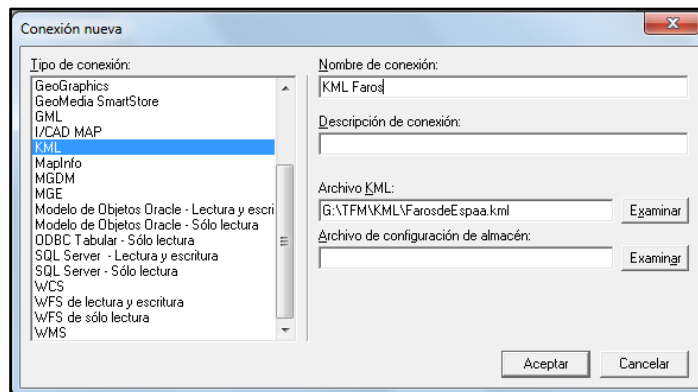 Conexión nueva
Tipo de conexión:
GeoGraphics
GeoMedia SmartStore
GML
I/CAD MAP
KML
MapInfo
MGDM
MGE
Modelo de Objetos Oracle - Lectura y escri
Modelo de Objetos Oracle - Sólo lectura
ODBC Tabular - Sólo lectura
SQL Server - Lectura y escritura
SQL Server - Sólo lectura
WCS
WFS de lectura y escritura
WFS de sólo lectura
WMS
Nombre de conexión:
KML Faros
Descripción de conexión:
Archivo KML:
G:\TFM\KML\FarosdeEspaa.kml
Examinar
Archivo de configuración de almacén:
Examinar
Aceptar
Cancelar